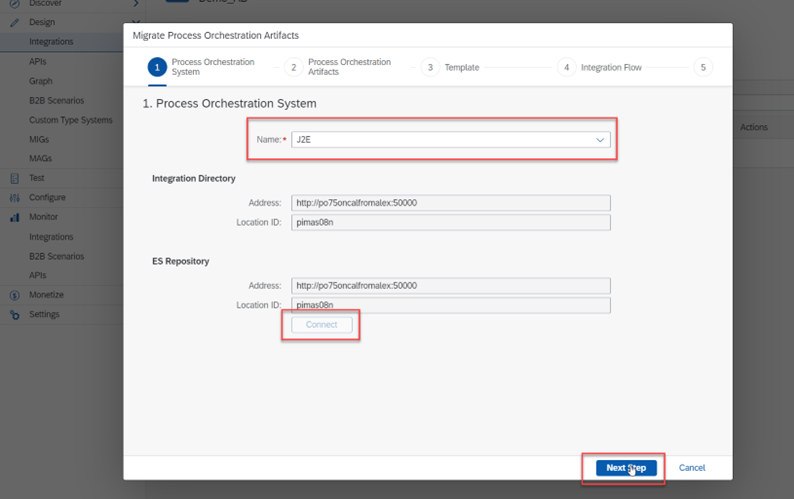 Discover
Demo_AB
Design
Integrations
APIs
Graph
B2B Scenarios
Custom Type Systems
MIGs
MAGs
Test
Configure
Monitor
Integrations
B2B Scenarios
APIs
Monetize
Settings
Actions
Migrate Process Orchestration Artifacts
1 Process Orchestration
System
2 Process Orchestration
Artifacts
3 Template
4 Integration Flow
5
1. Process Orchestration System
Name:* J2E
Integration Directory
Address: http://po75oncalfromalex:50000
Location ID: pimas08n
ES Repository
Address: http://po75oncalfromalex:50000
Location ID: pimas08n
Connect
Next Step
Cancel